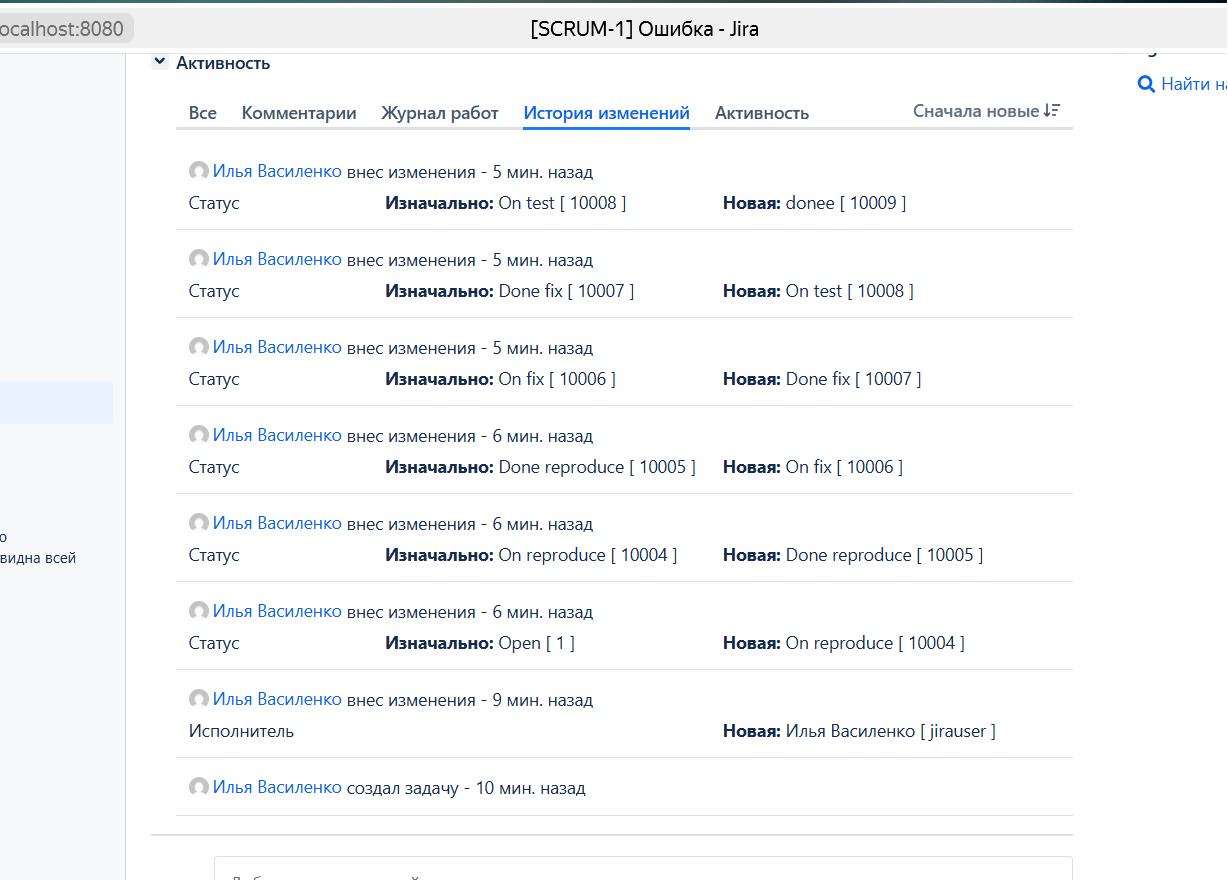 ocalhost:8080 [SCRUM-1] Ошибка - Jira
Активность
Найти
Все Комментарии Журнал работ История изменений Активность Сначала новые
Илья Василенко внес изменения - 5 мин. назад
Статус Изначально: On test [ 10008 ] Новая: donee [ 10009 ]
Илья Василенко внес изменения - 5 мин. назад
Статус Изначально: Done fix [ 10007 ] Новая: On test [ 10008 ]
Илья Василенко внес изменения - 5 мин. назад
Статус Изначально: On fix [ 10006 ] Новая: Done fix [ 10007 ]
Илья Василенко внес изменения - 6 мин. назад
Статус Изначально: Done reproduce [ 10005 ] Новая: On fix [ 10006 ]
Илья Василенко внес изменения - 6 мин. назад
Статус Изначально: On reproduce [ 10004 ] Новая: Done reproduce [ 10005 ]
о
видна всей
Илья Василенко внес изменения - 6 мин. назад
Статус Изначально: Open [ 1 ] Новая: On reproduce [ 10004 ]
Илья Василенко внес изменения - 9 мин. назад
Исполнитель Новая: Илья Василенко [ jirauser ]
Илья Василенко создал задачу - 10 мин. назад